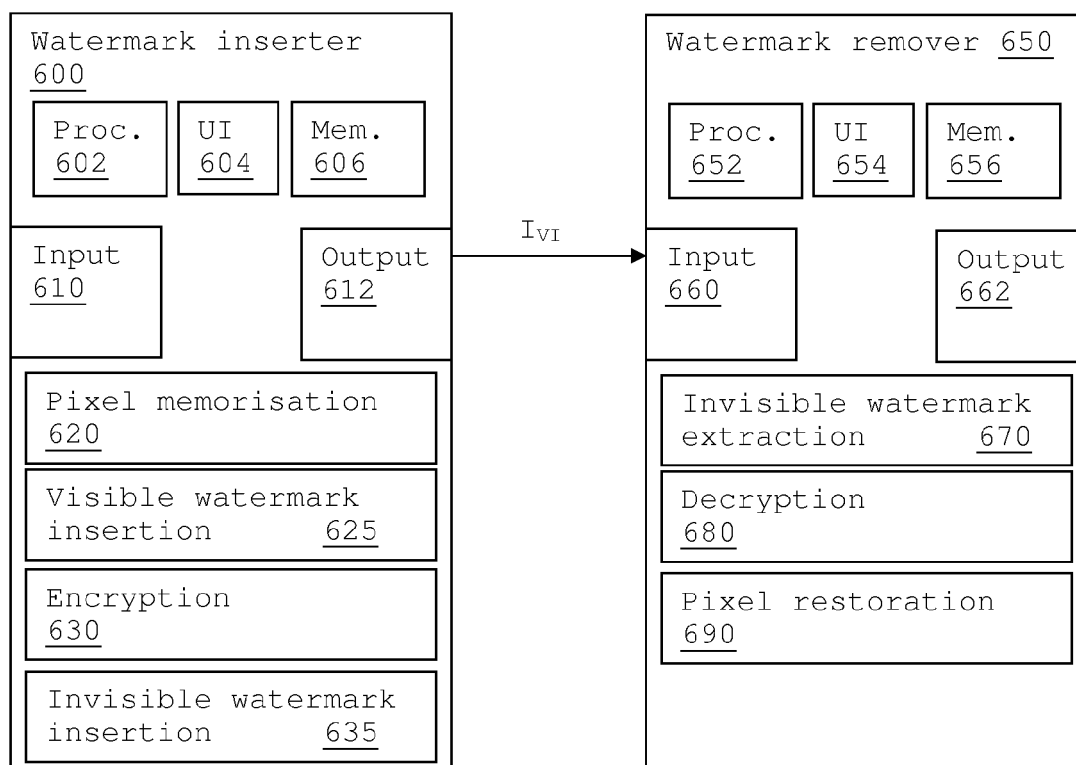 Watermark inserter
600
Proc.
602
UI
604
Mem.
606
Input
610
Output
612
Pixel memorisation
620
Visible watermark
insertion 625
Encryption
630
Invisible watermark
insertion 635
I_VI
Watermark remover 650
Proc.
652
UI
654
Mem.
656
Input
660
Output
662
Invisible watermark
extraction 670
Decryption
680
Pixel restoration
690